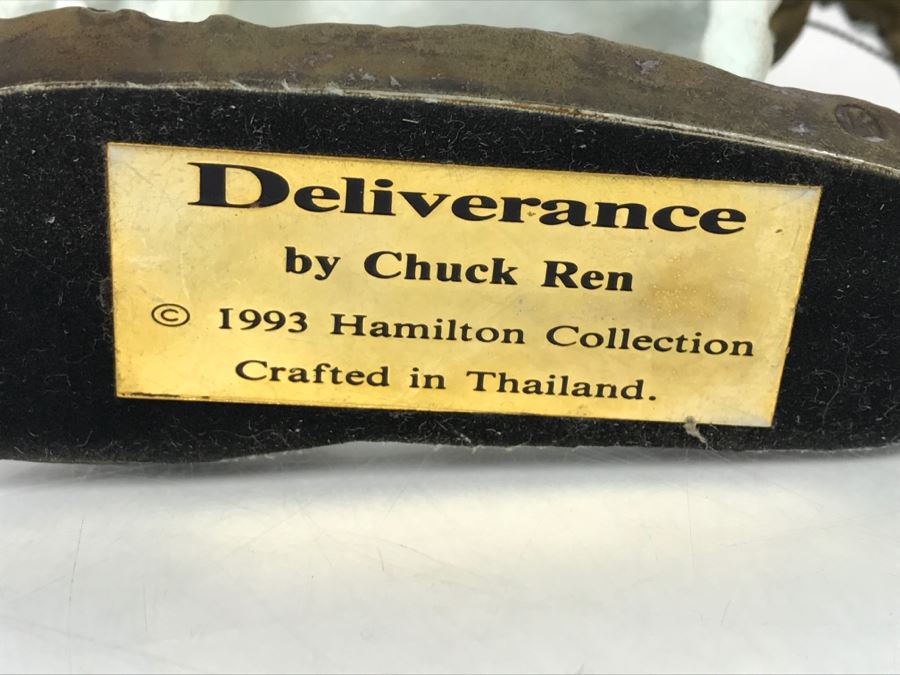 Deliverance
by Chuck Ren
© 1993 Hamilton Collection
Crafted in Thailand.